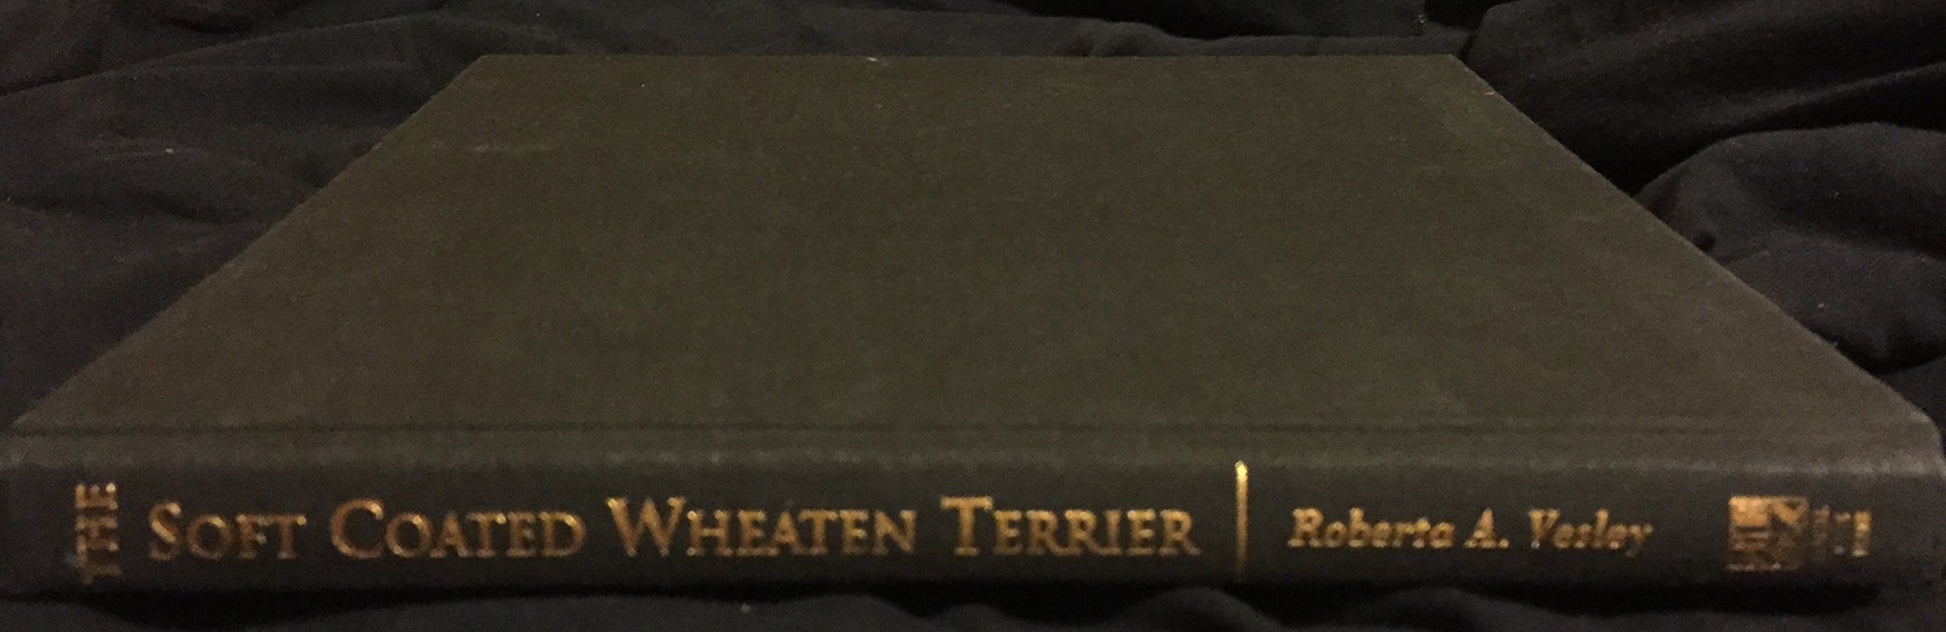 THE SOFT COATED WHEATEN TERRIER
Roberta A. Vesley